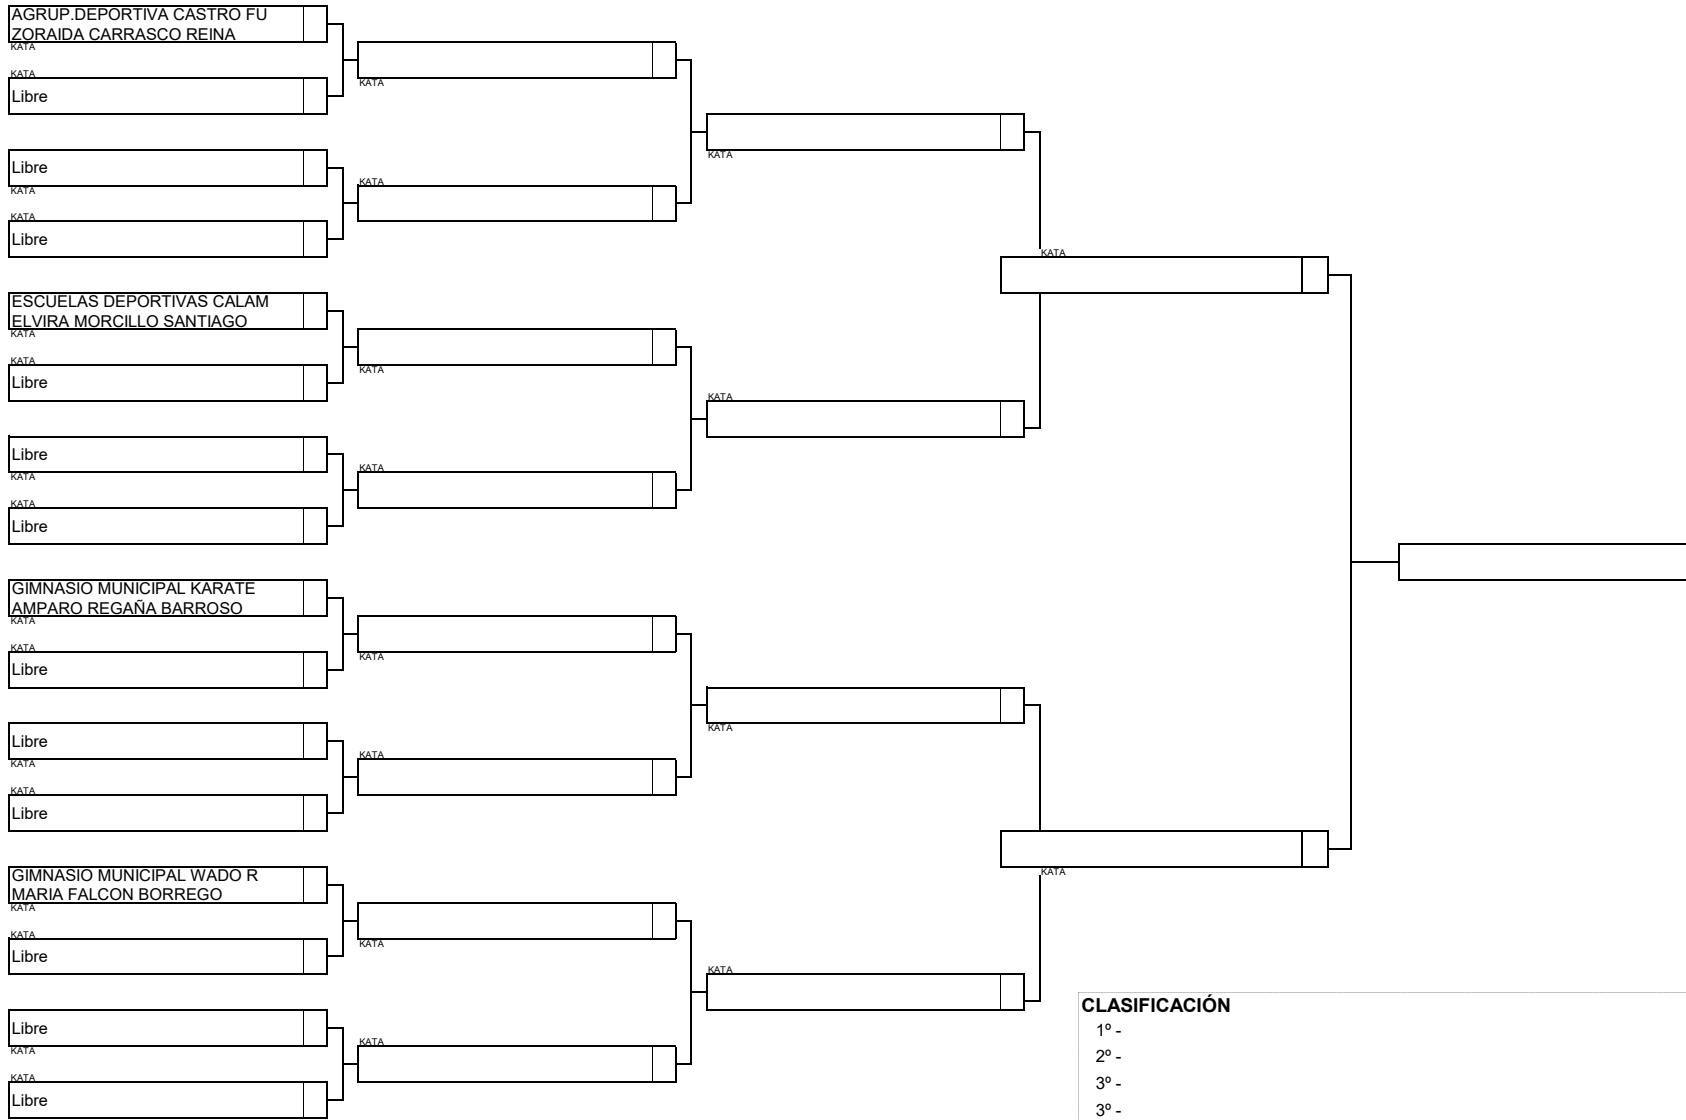 AGRUP.DEPORTIVA CASTRO FU
ZORAIDA CARRASCO REINA
KATA
KATA
Libre
Libre
KATA
KATA
Libre
ESCUELAS DEPORTIVAS CALAM
ELVIRA MORCILLO SANTIAGO
KATA
KATA
Libre
Libre
KATA
KATA
Libre
GIMNASIO MUNICIPAL KARATE
AMPARO REGAÑA BARROSO
KATA
KATA
Libre
Libre
KATA
KATA
Libre
GIMNASIO MUNICIPAL WADO R
MARIA FALCON BORREGO
KATA
KATA
Libre
Libre
KATA
KATA
Libre
KATA
KATA
KATA
KATA
KATA
KATA
KATA
KATA
KATA
KATA
KATA
KATA
KATA
KATA
CLASIFICACIÓN
1º -
2º -
3º -
3º -